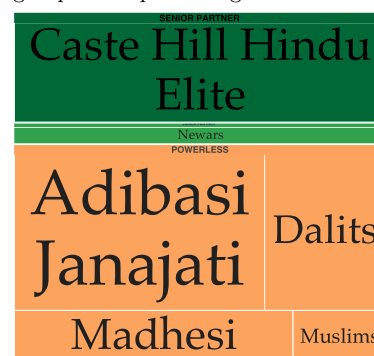 SENIOR PARTNER
Caste Hill Hindu
Elite
Newars
POWERLESS
Adibasi
Janajati
Dalits
Madhesi
Muslims